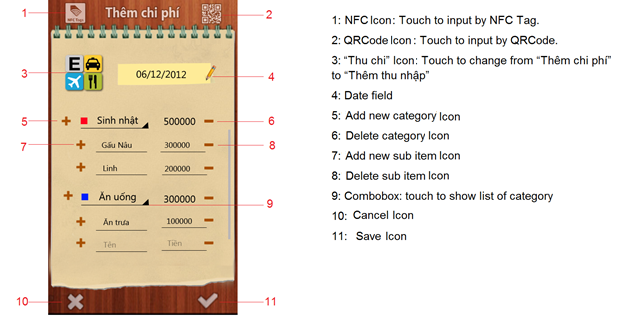 1
NFC Tags
Thêm chi phí
2
3
E
06/12/2012
4
5
Sinh nhật
500000
6
7
Gấu Nâu
300000
8
Linh
200000
Ăn uống
300000
9
Ăn trưa
100000
Tên
Tiền
10
11
1: NFC Icon: Touch to input by NFC Tag.
2: QRCode Icon: Touch to input by QRCode.
3: “Thu chi” Icon: Touch to change from “Thêm chi phí”
to “Thêm thu nhập”
4: Date field
5: Add new category Icon
6: Delete category Icon
7: Add new sub item Icon
8: Delete sub item Icon
9: Combobox: touch to show list of category
10: Cancel Icon
11: Save Icon